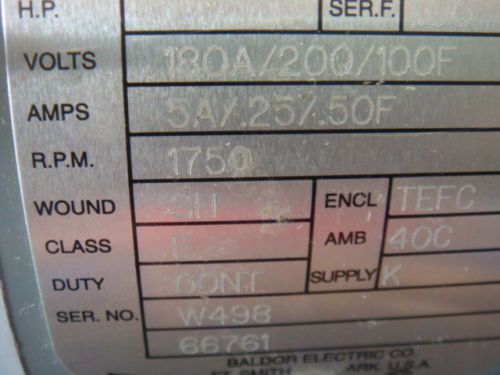 H.P. SER.F.
VOLTS 180A/200/100F
AMPS 5A/.25/.50F
R.P.M. 1750
WOUND SH ENCL TEFC
CLASS F AMB 40C
DUTY CONT SUPPLY K
SER. NO. W498
66761
BALDOR ELECTRIC CO.
FT. SMITH ARK. U.S.A.